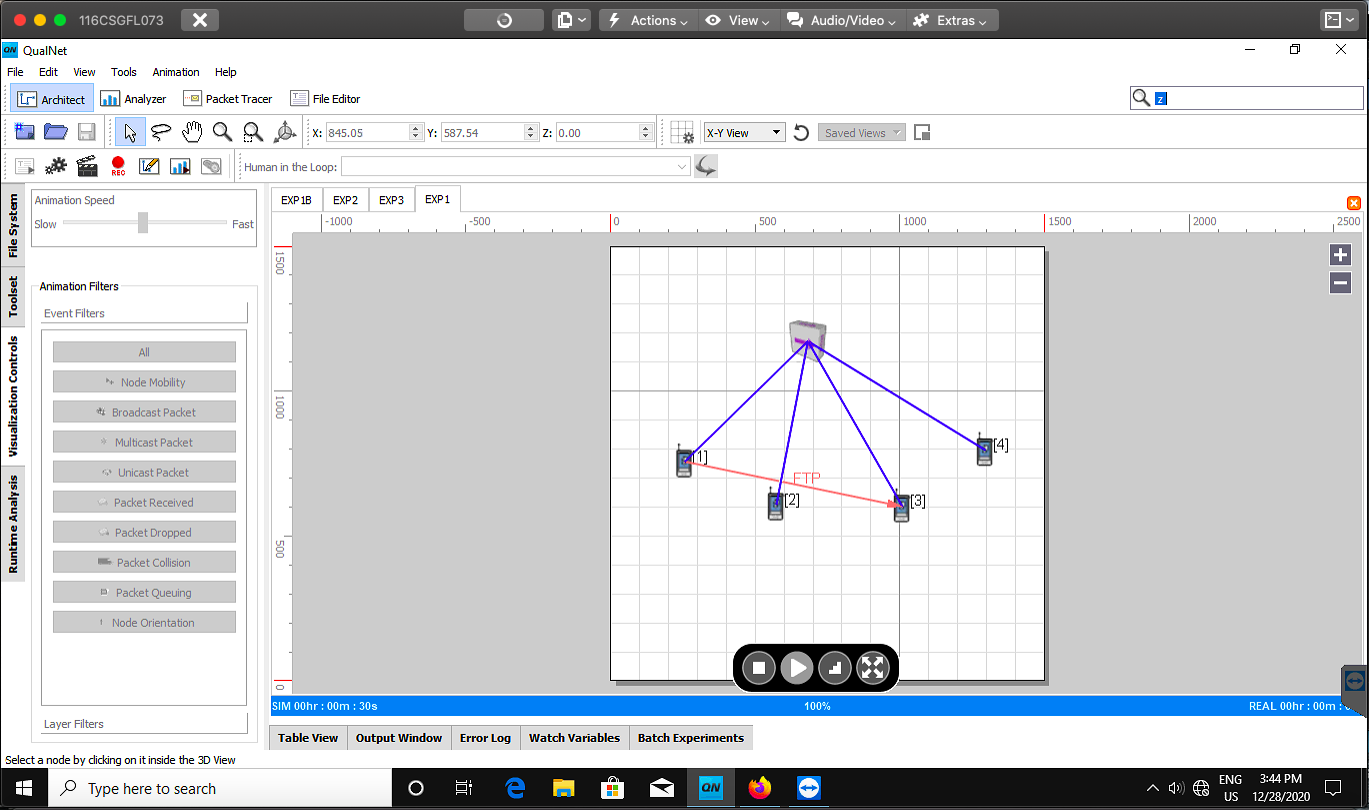 116CSGFL073
Actions View Audio/Video Extras
QN QualNet
File Edit View Tools Animation Help
Architect Analyzer Packet Tracer File Editor z
X: 845.05 Y: 587.54 Z: 0.00 X-Y View Saved Views
REC Human in the Loop:
File System
Toolset
Visualization Controls
Runtime Analysis
Animation Speed
Slow Fast
Animation Filters
Event Filters
All
Node Mobility
Broadcast Packet
Multicast Packet
Unicast Packet
Packet Received
Packet Dropped
Packet Collision
Packet Queuing
Node Orientation
Layer Filters
EXP1B EXP2 EXP3 EXP1
-1000 -500 0 500 1000 1500 2000 2500
1500
1000
500
0
[1]
[2]
[3]
[4]
FTP
SIM 00hr : 00m : 30s 100% REAL 00hr : 00m :
Table View Output Window Error Log Watch Variables Batch Experiments
Select a node by clicking on it inside the 3D View
Type here to search
QN
ENG
US
3:44 PM
12/28/2020